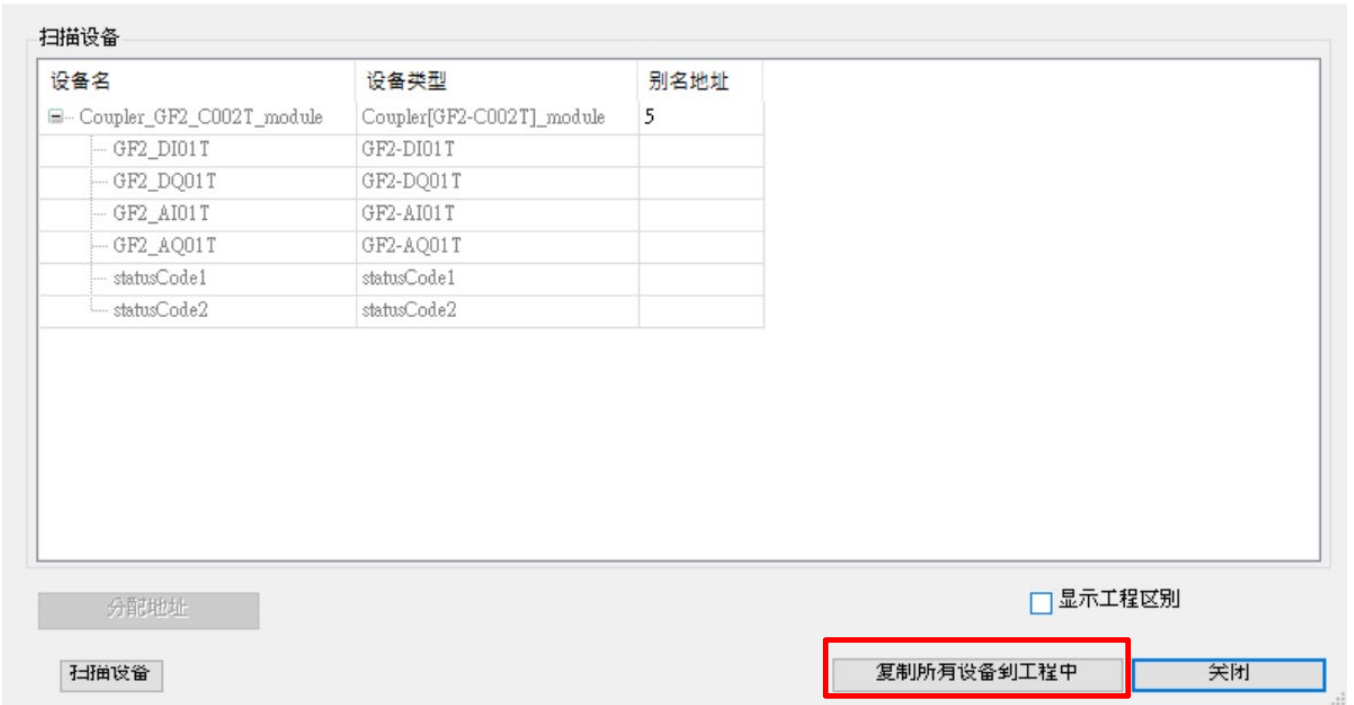 扫描设备
设备名 设备类型 别名地址
Coupler_GF2_C002T_module Coupler[GF2-C002T]_module 5
GF2_DI01T GF2-DI01T
GF2_DQ01T GF2-DQ01T
GF2_AI01T GF2-AI01T
GF2_AQ01T GF2-AQ01T
statusCode1 statusCode1
statusCode2 statusCode2
分配地址 显示工程区别
扫描设备 复制所有设备到工程中 关闭